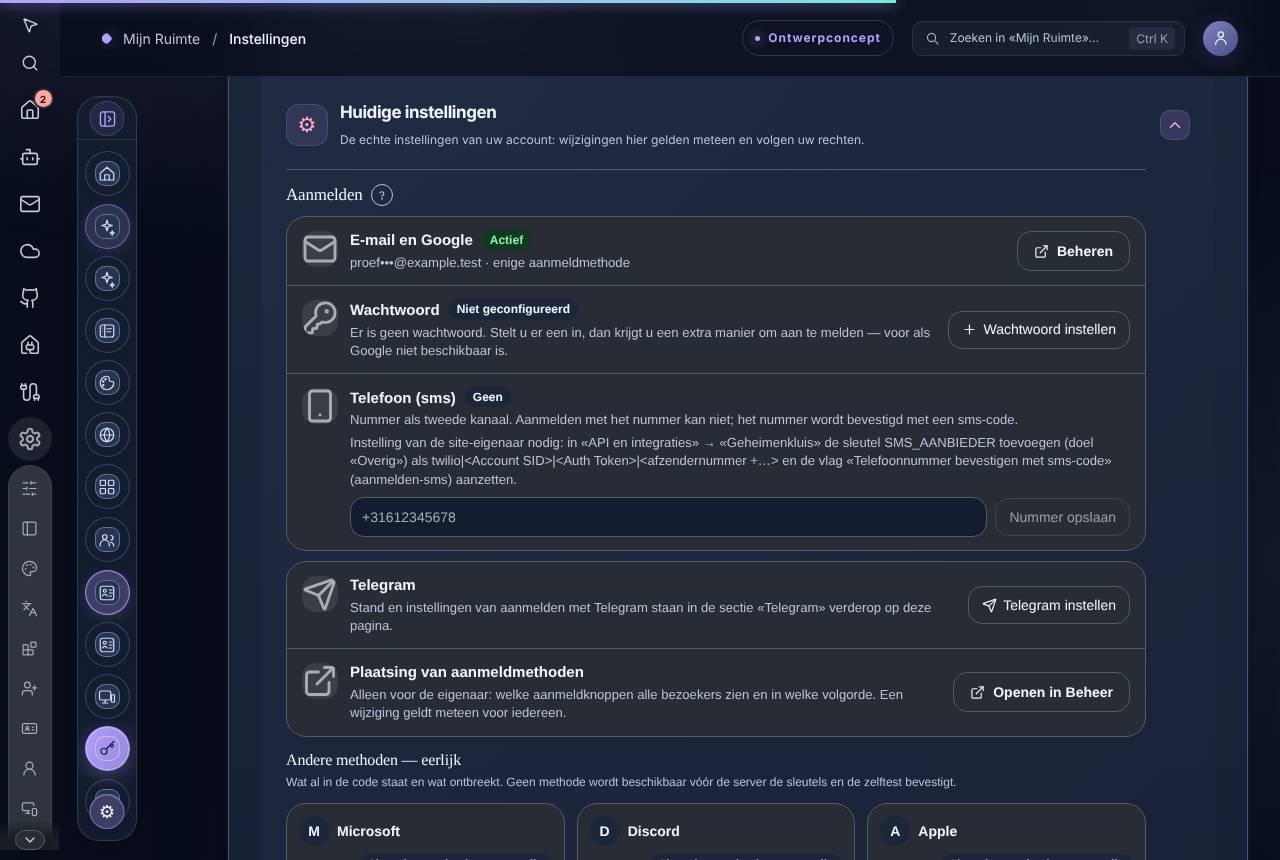 Mijn Ruimte / Instellingen
Ontwerpconcept
Zoeken in «Mijn Ruimte»...
Ctrl K
2
Huidige instellingen
De echte instellingen van uw account: wijzigingen hier gelden meteen en volgen uw rechten.
Aanmelden ?
E-mail en Google Actief
proef•••@example.test · enige aanmeldmethode
Beheren
Wachtwoord Niet geconfigureerd
Er is geen wachtwoord. Stelt u er een in, dan krijgt u een extra manier om aan te melden — voor als
Google niet beschikbaar is.
Wachtwoord instellen
Telefoon (sms) Geen
Nummer als tweede kanaal. Aanmelden met het nummer kan niet; het nummer wordt bevestigd met een sms-code.
Instelling van de site-eigenaar nodig: in «API en integraties» → «Geheimenkluis» de sleutel SMS_AANBIEDER toevoegen (doel
«Overig») als twilio|<Account SID>|<Auth Token>|<afzendernummer +…> en de vlag «Telefoonnummer bevestigen met sms-code»
(aanmelden-sms) aanzetten.
+31612345678
Nummer opslaan
Telegram
Stand en instellingen van aanmelden met Telegram staan in de sectie «Telegram» verderop op deze
pagina.
Telegram instellen
Plaatsing van aanmeldmethoden
Alleen voor de eigenaar: welke aanmeldknoppen alle bezoekers zien en in welke volgorde. Een
wijziging geldt meteen voor iedereen.
Openen in Beheer
Andere methoden — eerlijk
Wat al in de code staat en wat ontbreekt. Geen methode wordt beschikbaar vóór de server de sleutels en de zelftest bevestigt.
M Microsoft
D Discord
A Apple